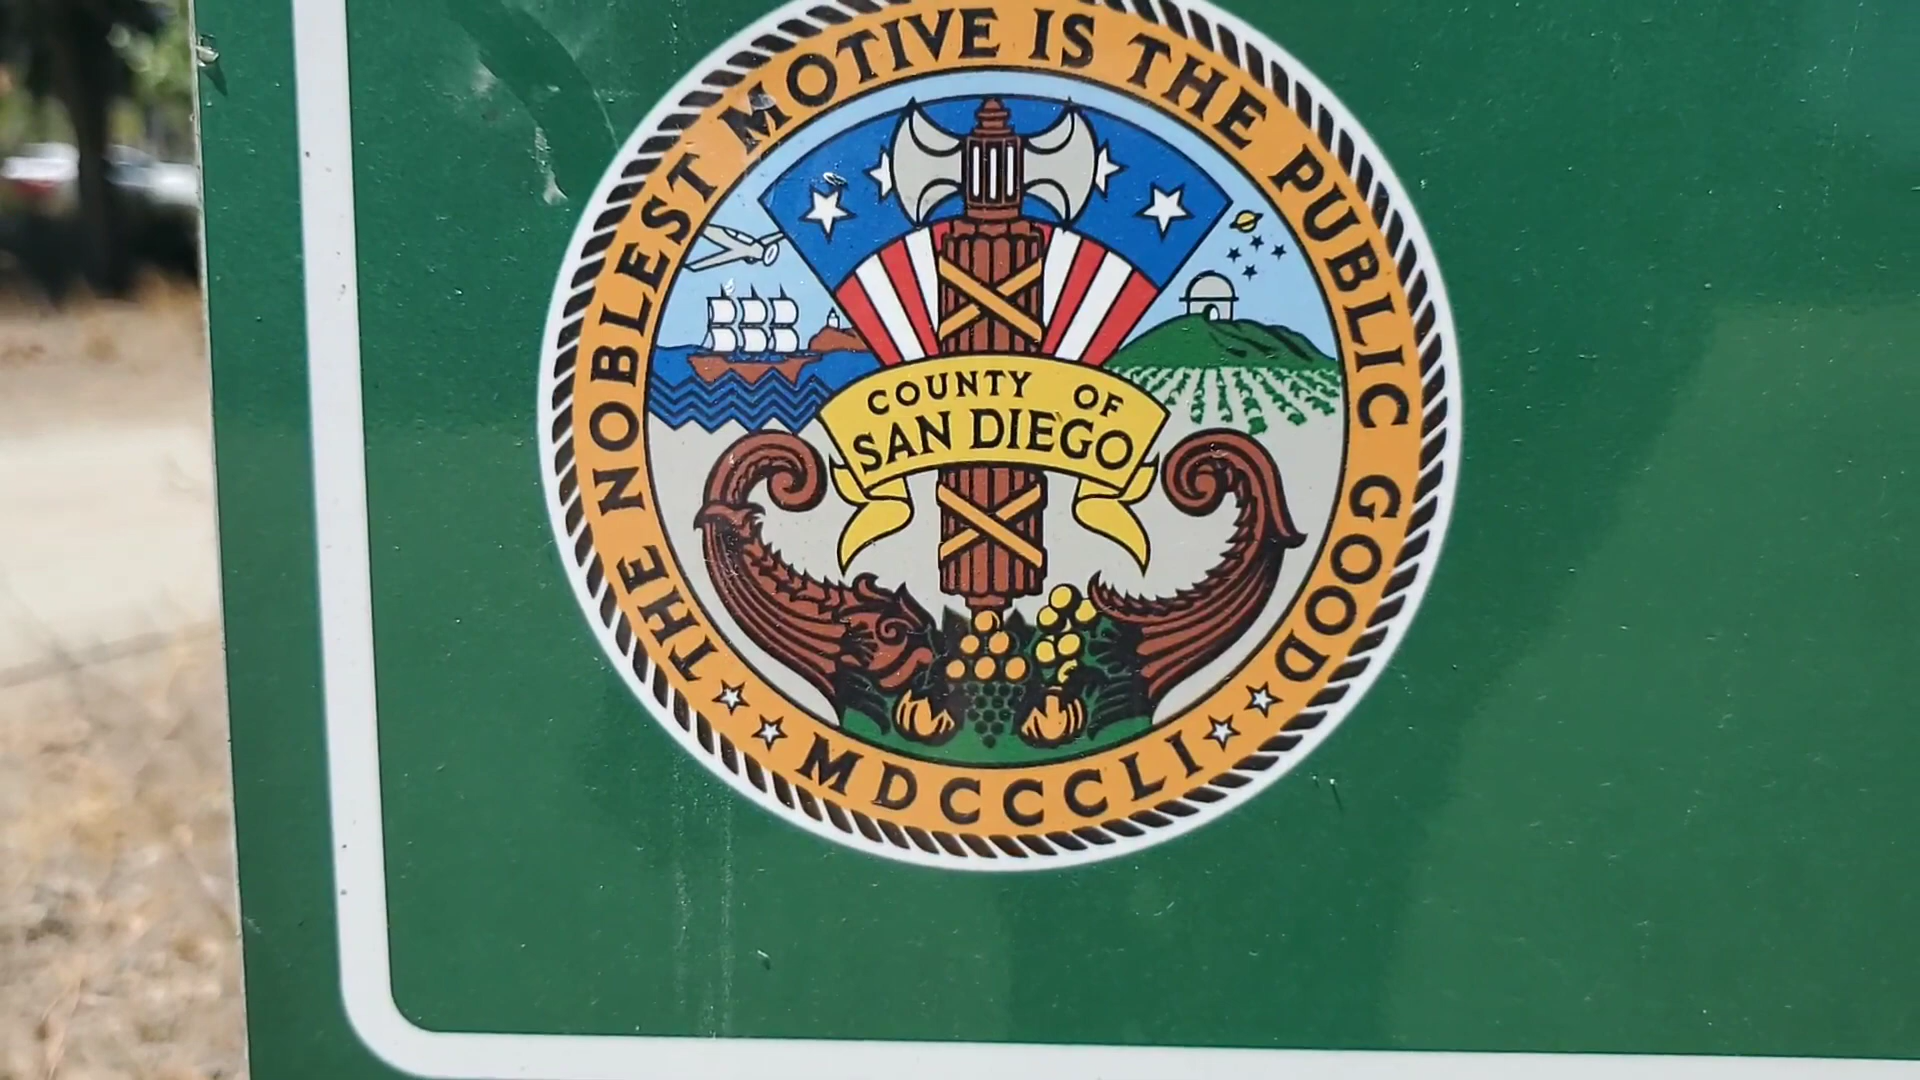 THE NOBLEST MOTIVE IS THE PUBLIC GOOD
COUNTY OF
SAN DIEGO
MDCCCLI